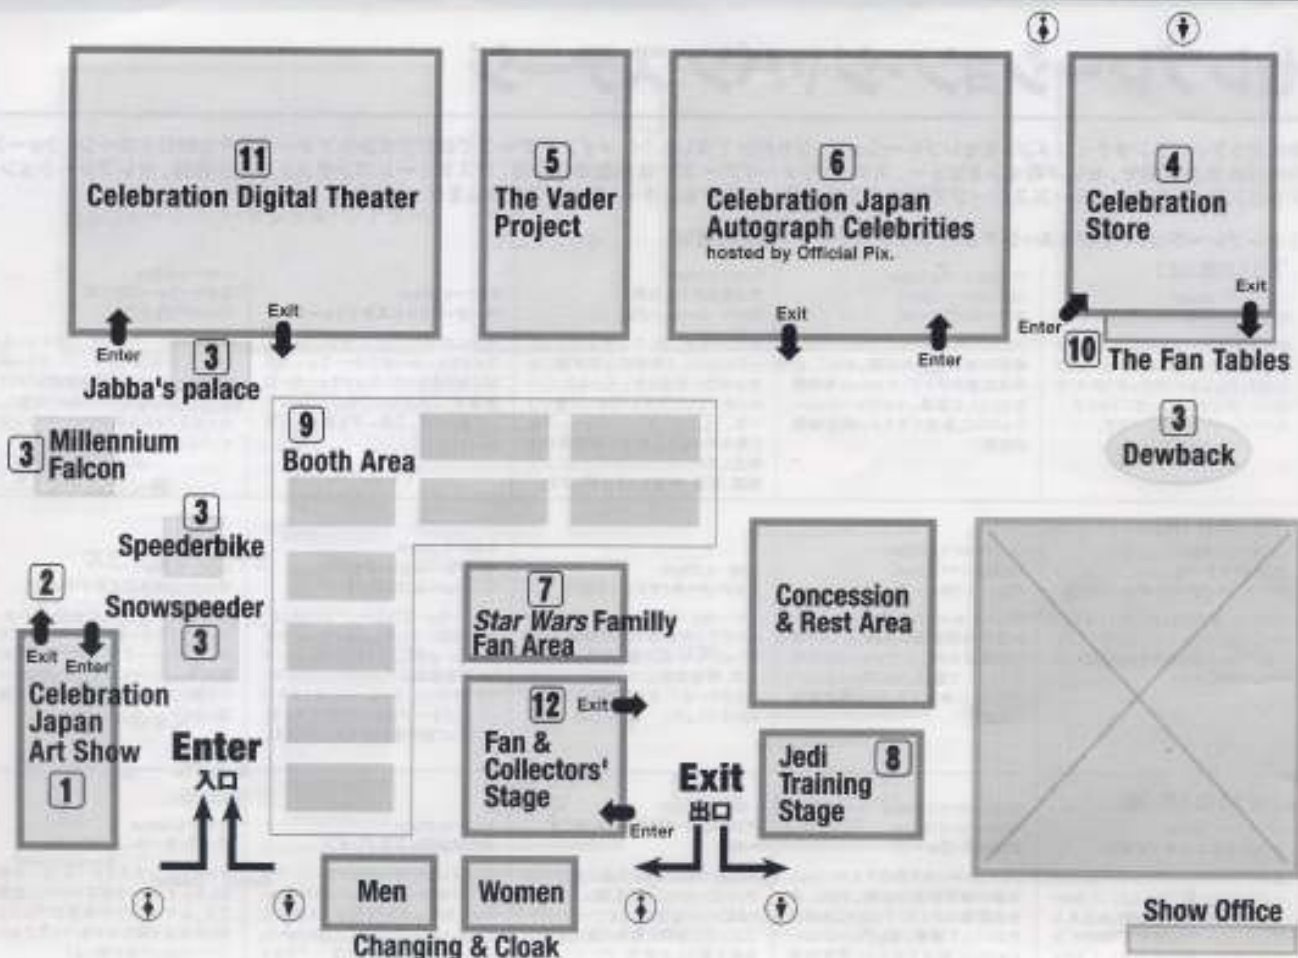 11
Celebration Digital Theater
Enter
Exit
5
The Vader
Project
6
Celebration Japan
Autograph Celebrities
hosted by Official Pix.
Exit
Enter
4
Celebration
Store
Enter
Exit
10 The Fan Tables
3
Jabba's palace
3 Millennium
Falcon
9
Booth Area
3
Dewback
3
Speederbike
Snowspeeder
3
2
Exit
Enter
Celebration
Japan
Art Show
1
Enter
入口
7
Star Wars Familly
Fan Area
12
Exit
Fan &
Collectors'
Stage
Enter
Concession
& Rest Area
Exit
出口
Jedi
Training
Stage
8
Men
Women
Changing & Cloak
Show Office